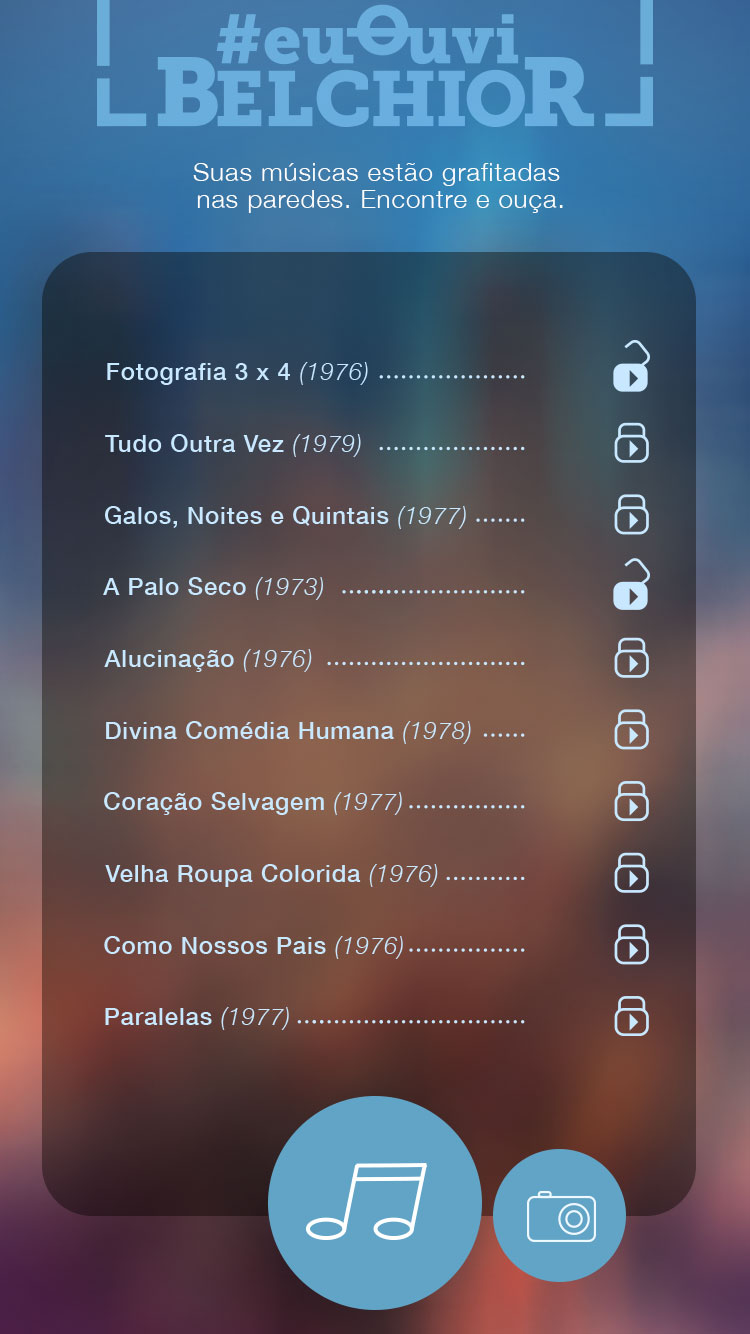 #euOuvi
BELCHIOR
Suas músicas estão grafitadas
nas paredes. Encontre e ouça.
Fotografia 3 x 4 (1976) ....................
Tudo Outra Vez (1979) ....................
Galos, Noites e Quintais (1977) .......
A Palo Seco (1973) .........................
Alucinação (1976) ...........................
Divina Comédia Humana (1978) ......
Coração Selvagem (1977) ................
Velha Roupa Colorida (1976) ...........
Como Nossos Pais (1976) ................
Paralelas (1977) ...............................